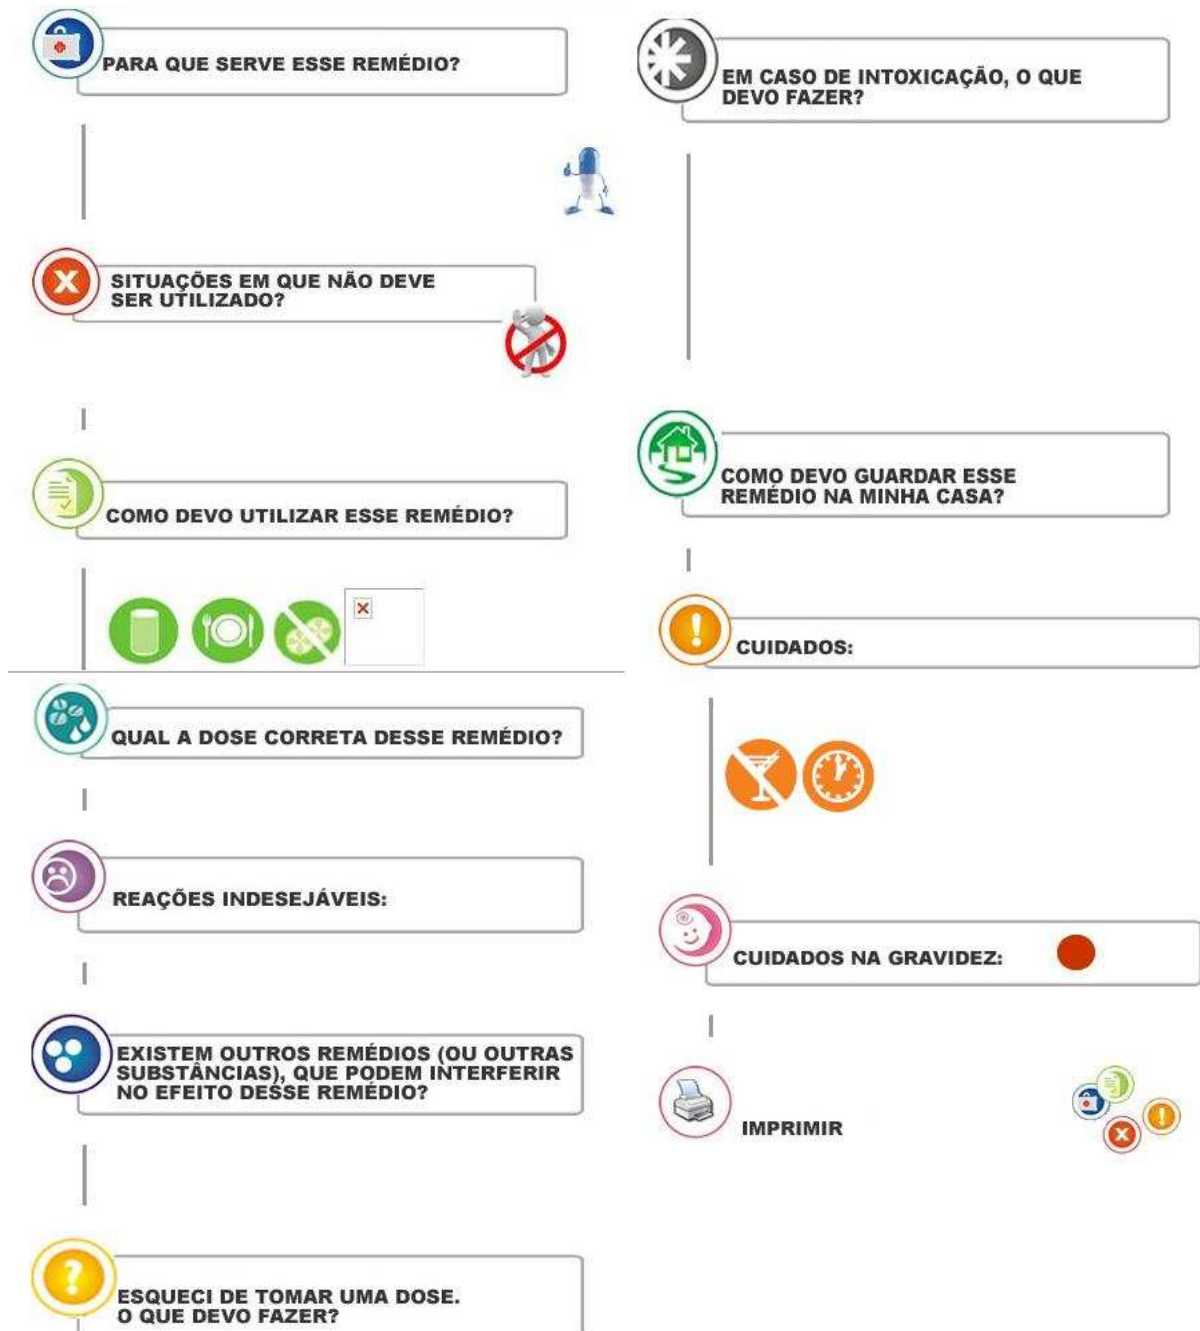 PARA QUE SERVE ESSE REMÉDIO?
SITUAÇÕES EM QUE NÃO DEVE
SER UTILIZADO?
COMO DEVO UTILIZAR ESSE REMÉDIO?
QUAL A DOSE CORRETA DESSE REMÉDIO?
REAÇÕES INDESEJÁVEIS:
EXISTEM OUTROS REMÉDIOS (OU OUTRAS
SUBSTÂNCIAS), QUE PODEM INTERFERIR
NO EFEITO DESSE REMÉDIO?
ESQUECI DE TOMAR UMA DOSE.
O QUE DEVO FAZER?
EM CASO DE INTOXICAÇÃO, O QUE
DEVO FAZER?
COMO DEVO GUARDAR ESSE
REMÉDIO NA MINHA CASA?
CUIDADOS:
CUIDADOS NA GRAVIDEZ:
IMPRIMIR